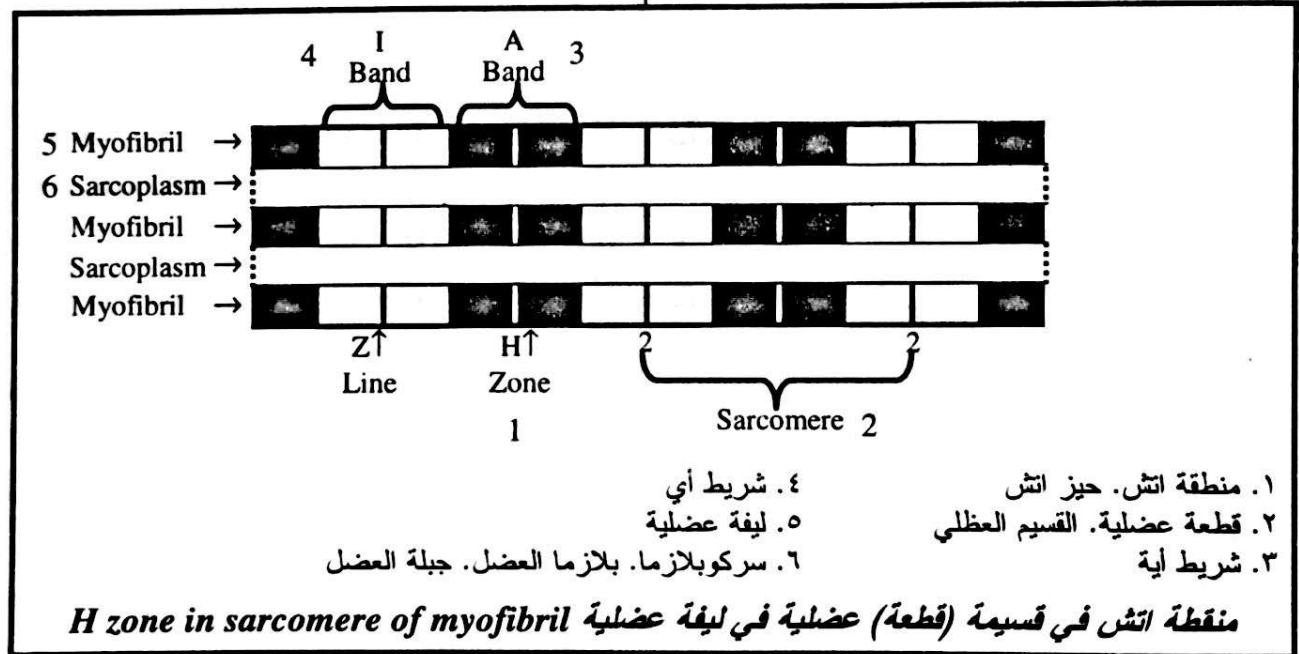 4 I A 3
Band Band
5 Myofibril →
6 Sarcoplasm →
Myofibril →
Sarcoplasm →
Myofibril →
Z↑ H↑ 2 2
Line Zone
1 Sarcomere 2
١. منطقة اتش. حيز اتش
٢. قطعة عضلية. القسيم العظلي
٣. شريط أية
٤. شريط أي
٥. ليفة عضلية
٦. سركوبلازما. بلازما العضل. جبلة العضل
منقطة اتش في قسيمة (قطعة) عضلية في ليفة عضلية H zone in sarcomere of myofibril